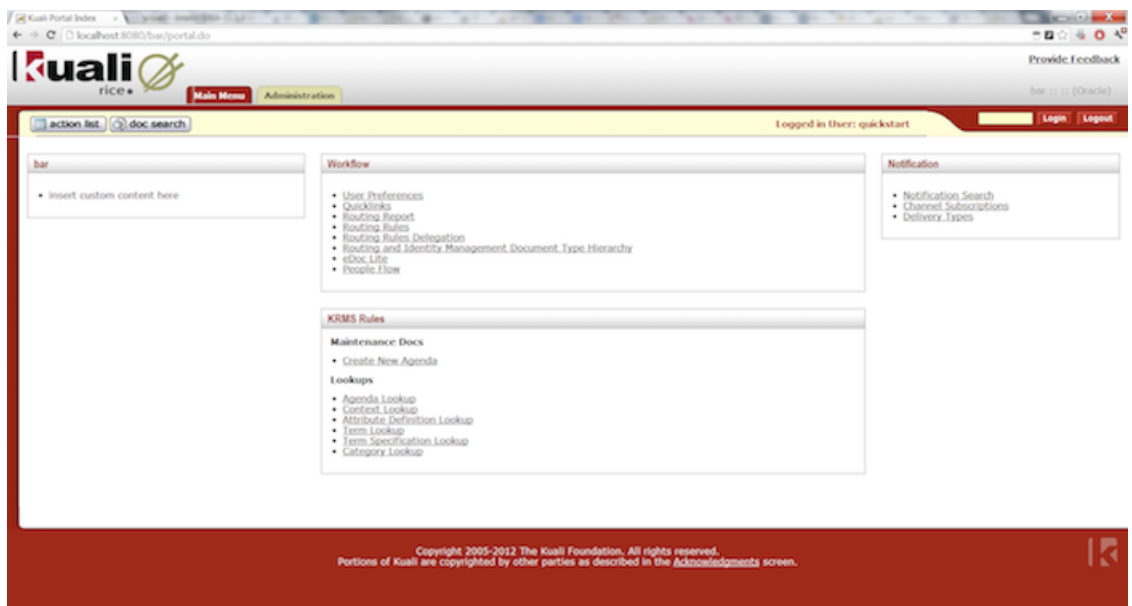 Kuali Portal Index
localhost:8080/bar/portal.do
Kuali
rice
Provide Feedback
Main Menu
Administration
bar :: :: (Oracle)
action list
doc search
Logged in User: quickstart
Login
Logout
bar
insert custom content here
Workflow
User Preferences
Quicklinks
Routing Report
Routing Rules
Routing Rules Delegation
Routing and Identity Management Document Type Hierarchy
eDoc Lite
People Flow
KRMS Rules
Maintenance Docs
Create New Agenda
Lookups
Agenda Lookup
Context Lookup
Attribute Definition Lookup
Term Lookup
Term Specification Lookup
Category Lookup
Notification
Notification Search
Channel Subscriptions
Delivery Types
Copyright 2005-2012 The Kuali Foundation. All rights reserved.
Portions of Kuali are copyrighted by other parties as described in the Acknowledgments screen.